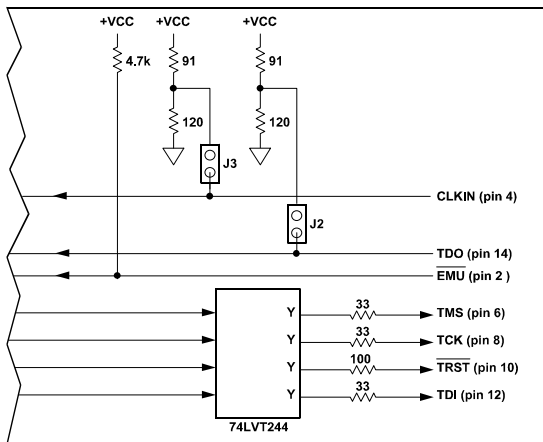 +VCC +VCC +VCC
4.7k 91 91
120 120
J3
CLKIN (pin 4)
J2
TDO (pin 14)
EMU (pin 2 )
33
Y TMS (pin 6)
33
Y TCK (pin 8)
100
Y TRST (pin 10)
33
Y TDI (pin 12)
74LVT244